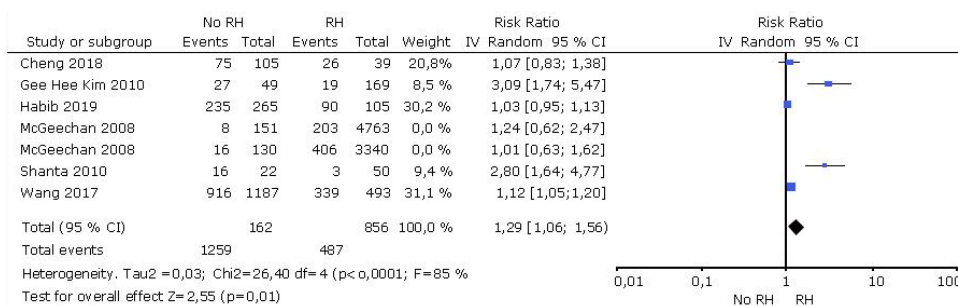 No RH RH Risk Ratio Risk Ratio
Study or subgroup Events Total Events Total Weight IV Random 95 % CI IV Random 95 % CI
Cheng 2018 75 105 26 39 20,8% 1,07 [0,83; 1,38]
Gee Hee Kim 2010 27 49 19 169 8,5 % 3,09 [1,74; 5,47]
Habib 2019 235 265 90 105 30,2 % 1,03 [0,95; 1,13]
McGeechan 2008 8 151 203 4763 0,0 % 1,24 [0,62; 2,47]
McGeechan 2008 16 130 406 3340 0,0 % 1,01 [0,63; 1,62]
Shanta 2010 16 22 3 50 9,4 % 2,80 [1,64; 4,77]
Wang 2017 916 1187 339 493 31,1 % 1,12 [1,05;1,20]
Total (95 % CI) 162 856 100,0 % 1,29 [1,06; 1,56]
Total events 1259 487
Heterogeneity. Tau2 =0,03; Chi2=26,40 df=4 (p<0,0001; F=85 %
Test for overall effect Z=2,55 (p=0,01)
0,01 0,1 1 10 100
No RH RH